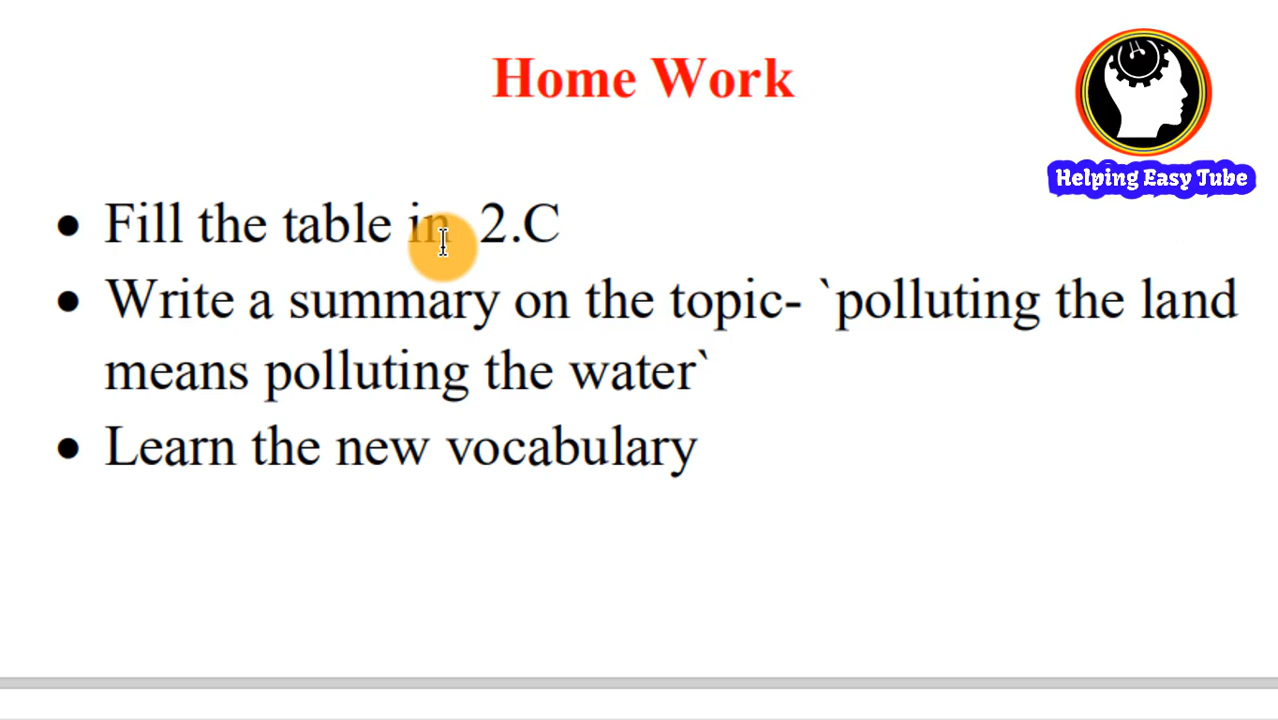 Home Work
Helping Easy Tube
• Fill the table in 2.C
• Write a summary on the topic- `polluting the land
means polluting the water`
• Learn the new vocabulary